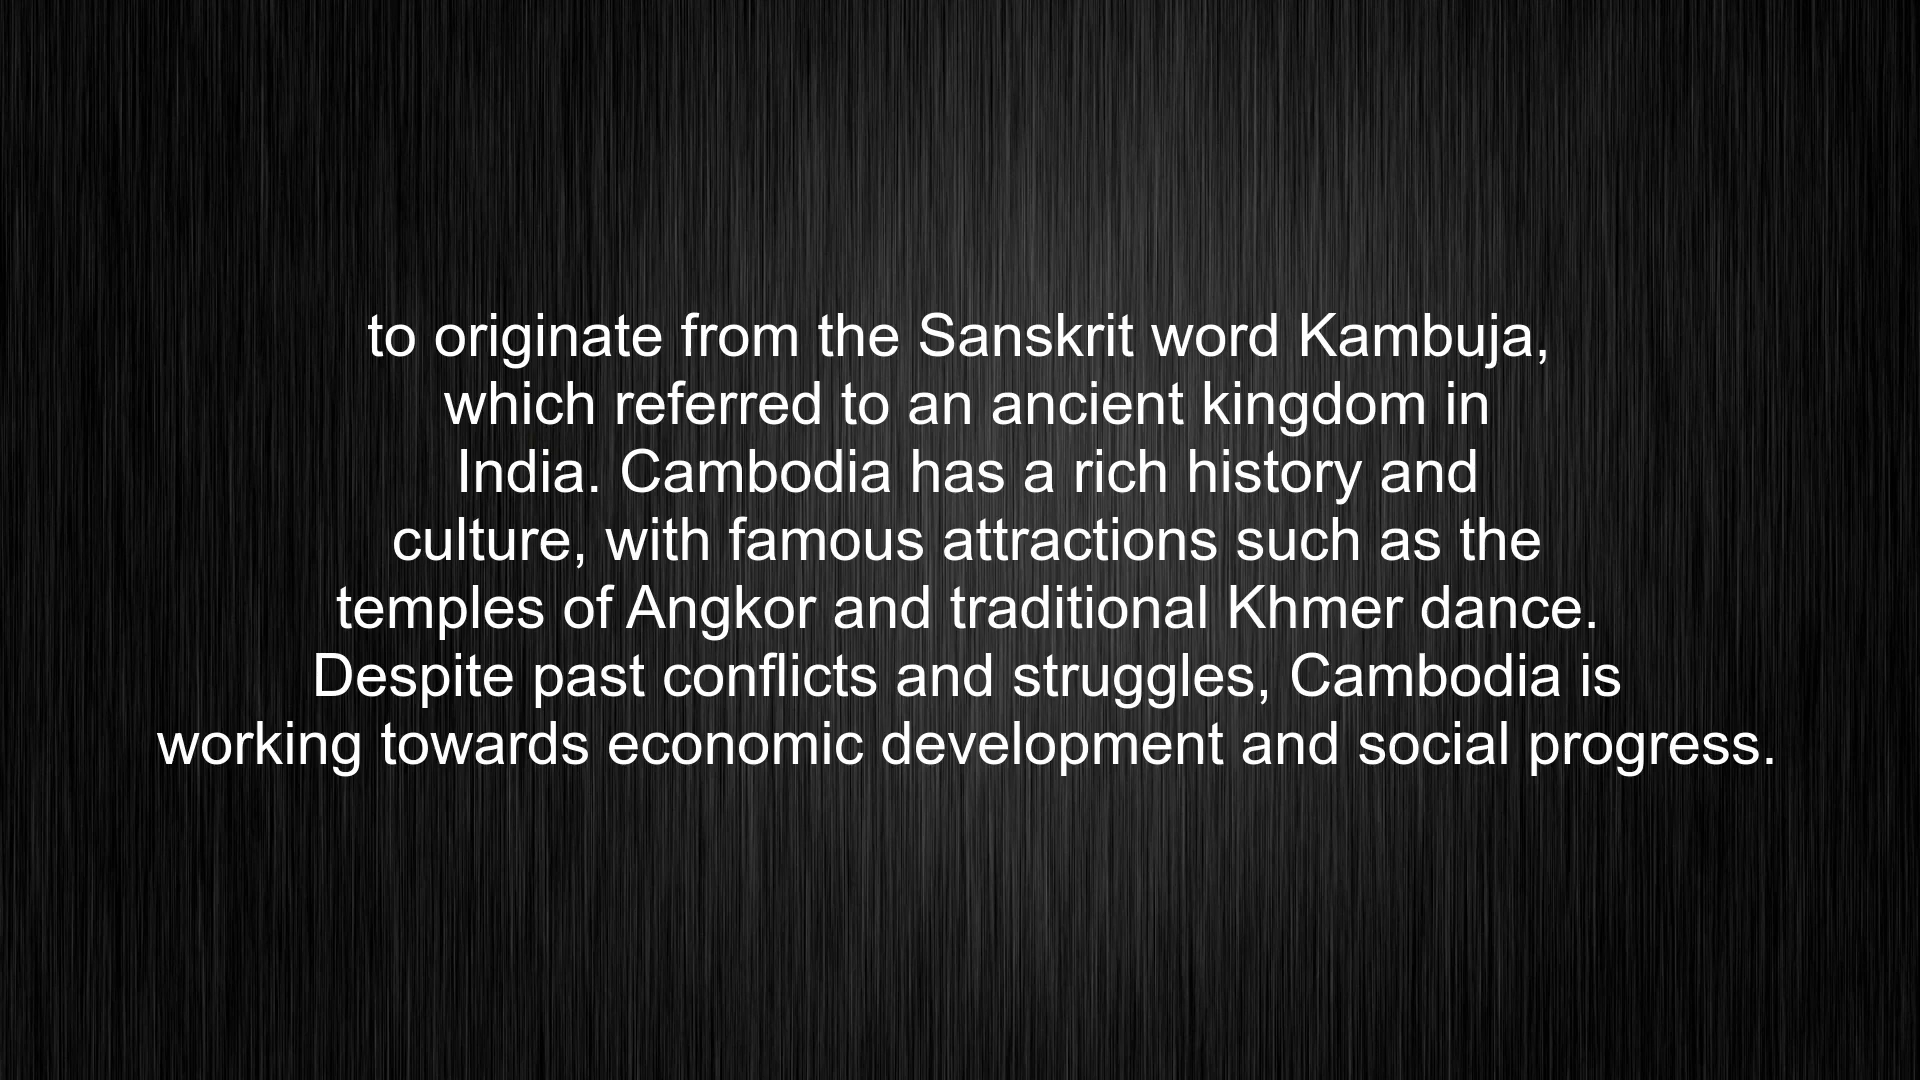 to originate from the Sanskrit word Kambuja,
which referred to an ancient kingdom in
India. Cambodia has a rich history and
culture, with famous attractions such as the
temples of Angkor and traditional Khmer dance.
Despite past conflicts and struggles, Cambodia is
working towards economic development and social progress.